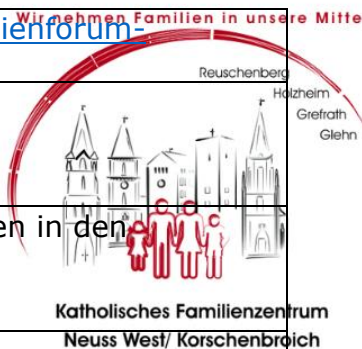 Wir nehmen Familien in unsere Mitte
ienforum-
Reuschenberg
Holzheim
Grefrath
Glehn
en in den
Katholisches Familienzentrum
Neuss West/ Korschenbroich